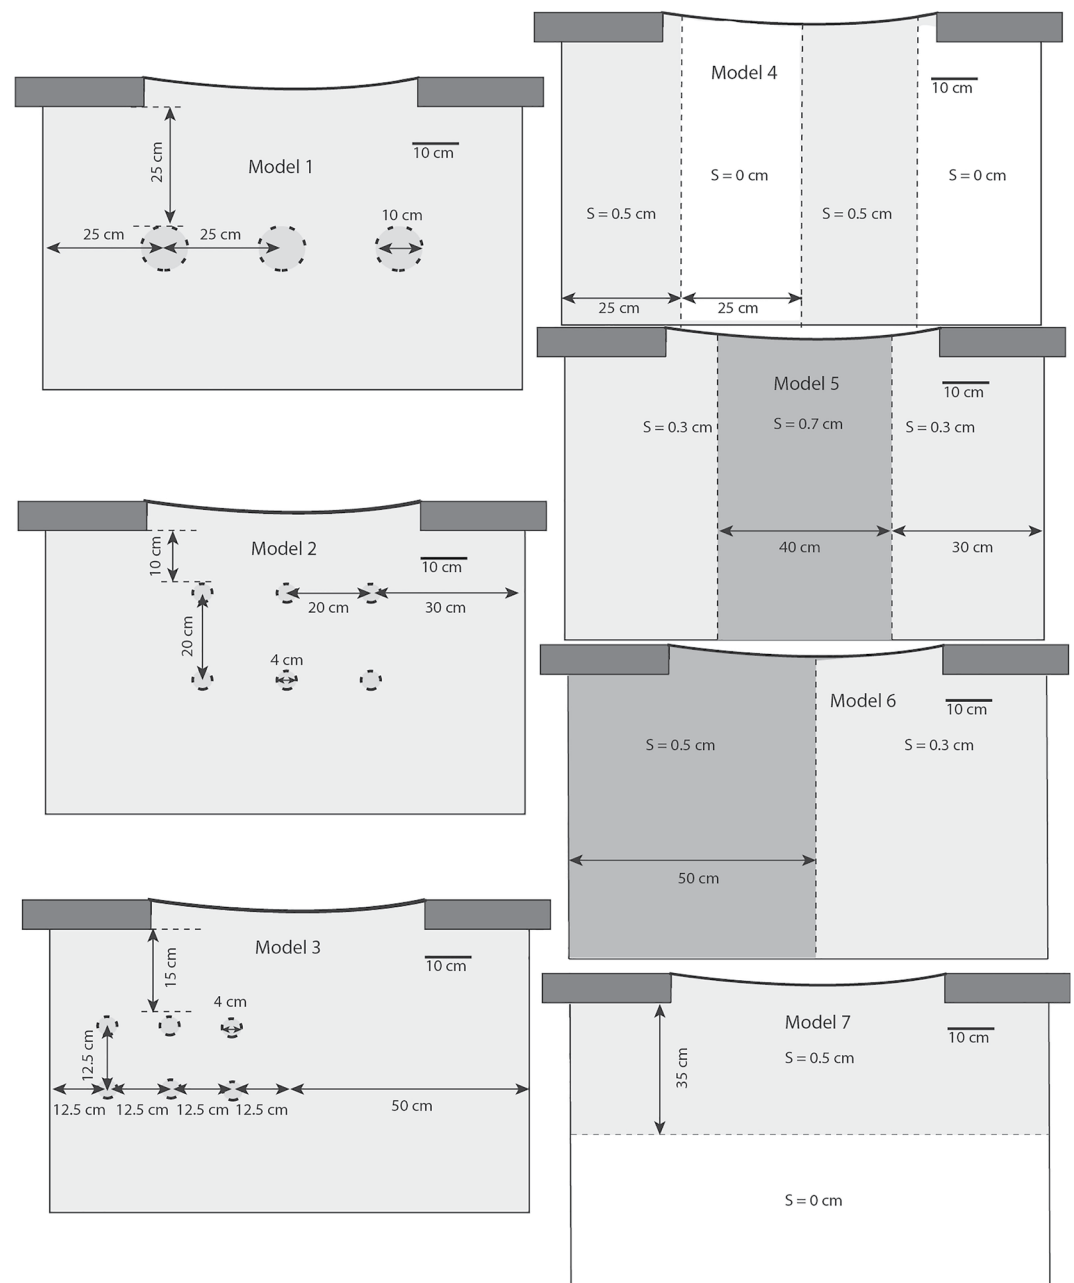 Model 1
10 cm
25 cm
25 cm
25 cm
10 cm
Model 2
10 cm
10 cm
20 cm
30 cm
20 cm
4 cm
Model 3
10 cm
15 cm
4 cm
12.5 cm
12.5 cm 12.5 cm 12.5 cm 12.5 cm 50 cm
Model 4
10 cm
S = 0 cm S = 0 cm
S = 0.5 cm S = 0.5 cm
25 cm 25 cm
Model 5
10 cm
S = 0.3 cm S = 0.7 cm S = 0.3 cm
40 cm 30 cm
Model 6
10 cm
S = 0.5 cm S = 0.3 cm
50 cm
Model 7
10 cm
S = 0.5 cm
35 cm
S = 0 cm